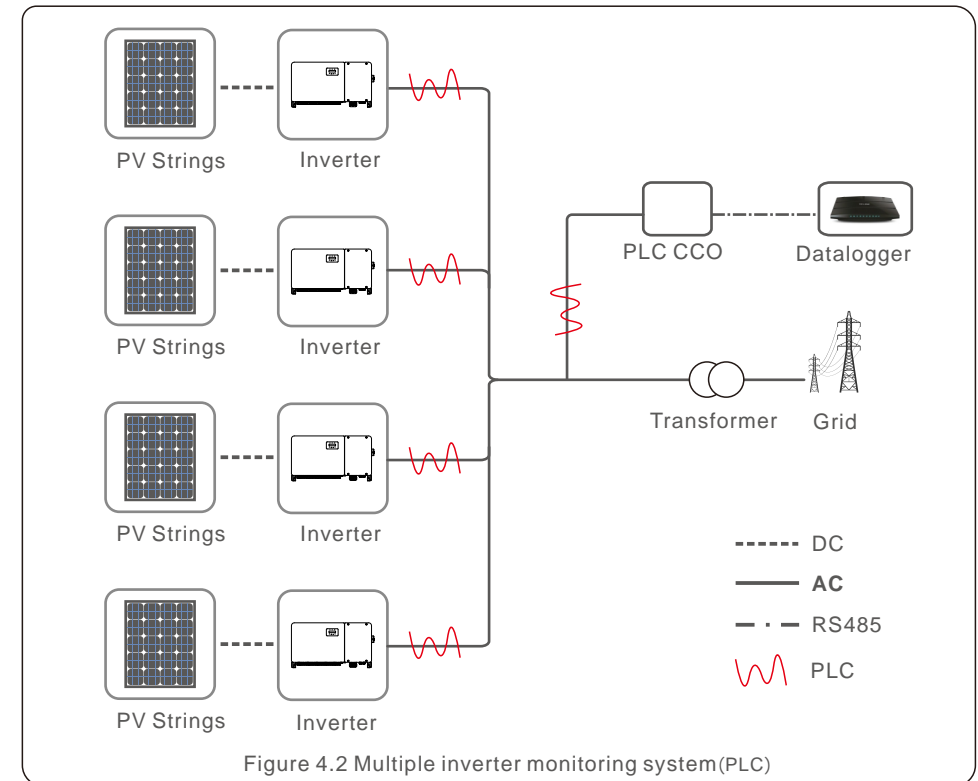 PV Strings Inverter
PLC CCO Datalogger
PV Strings Inverter
Transformer Grid
PV Strings Inverter
DC
AC
RS485
PLC
PV Strings Inverter
Figure 4.2 Multiple inverter monitoring system(PLC)